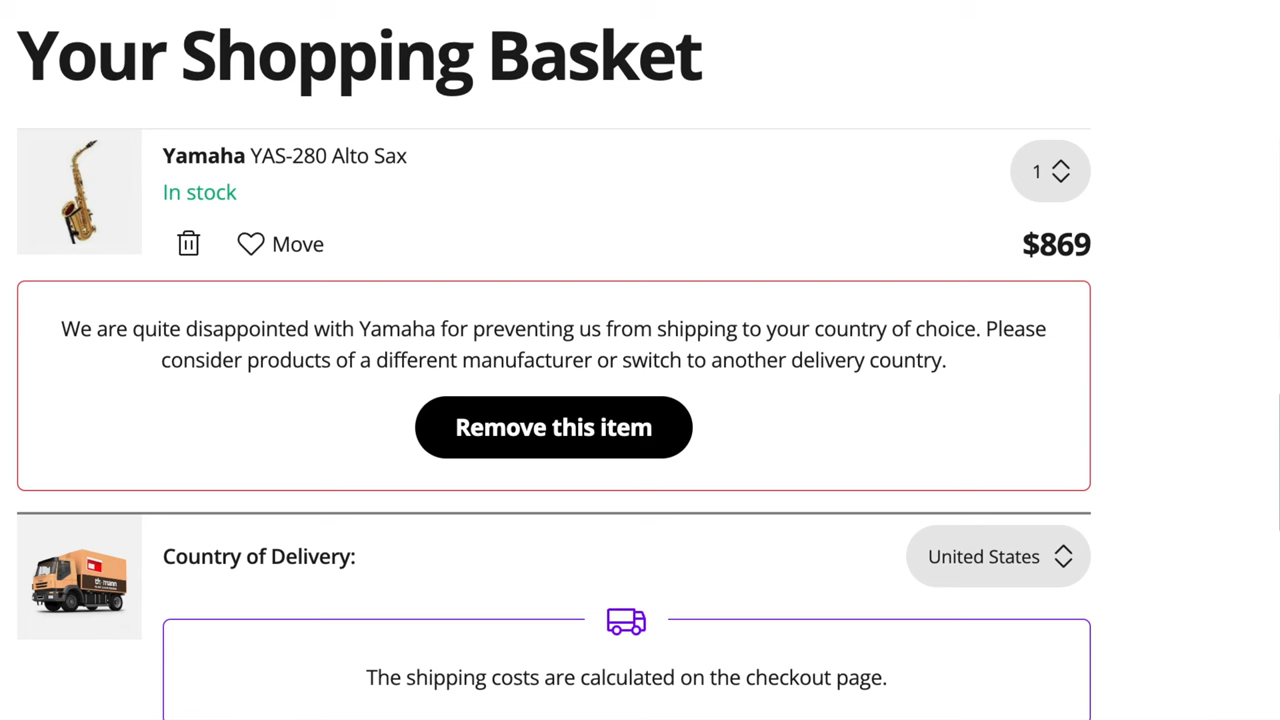 Your Shopping Basket
Yamaha YAS-280 Alto Sax
1
In stock
Move
$869
We are quite disappointed with Yamaha for preventing us from shipping to your country of choice. Please
consider products of a different manufacturer or switch to another delivery country.
Remove this item
th•mann
Country of Delivery:
United States
The shipping costs are calculated on the checkout page.